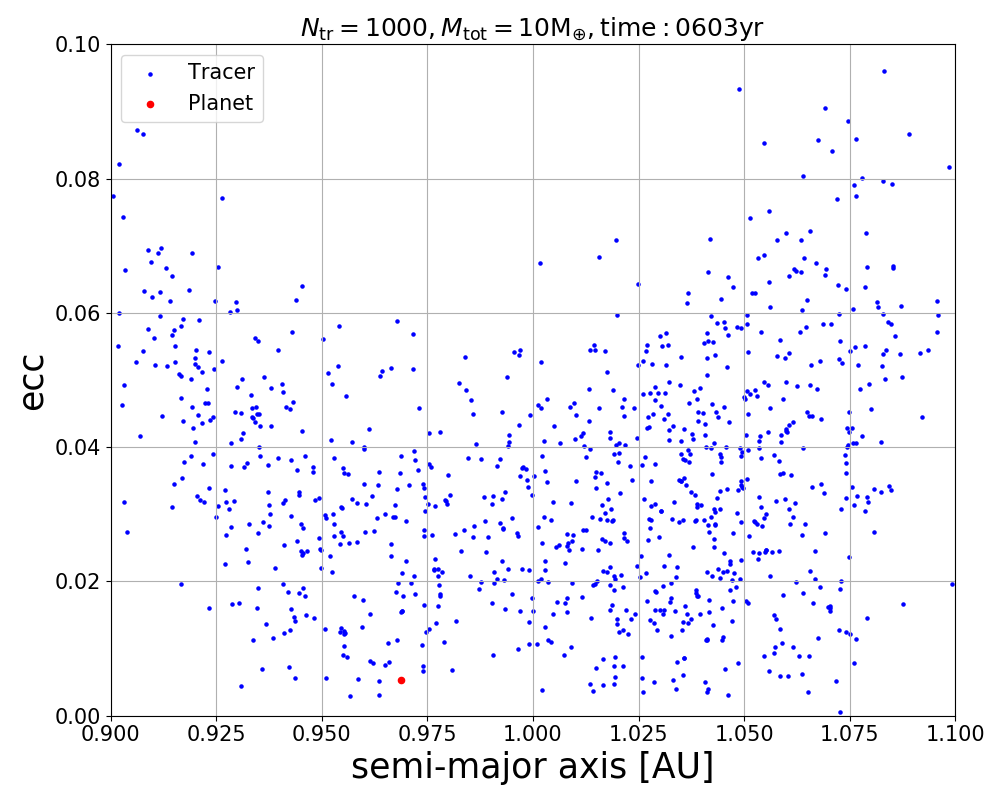 N_tr = 1000, M_tot = 10M_⊕, time : 0603yr
Tracer
Planet
ecc
0.10
0.08
0.06
0.04
0.02
0.00
0.900 0.925 0.950 0.975 1.000 1.025 1.050 1.075 1.100
semi-major axis [AU]